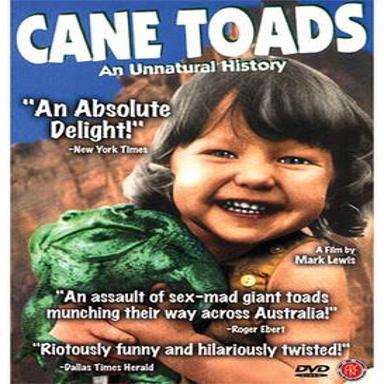 CANE TOADS
An Unnatural History
"An Absolute
Delight!"
-New York Times
A Film by
Mark Lewis
"An assault of sex-mad giant toads
munching their way across Australia!"
-Roger Ebert
"Riotously funny and hilariously twisted!"
-Dallas Times Herald
DVD